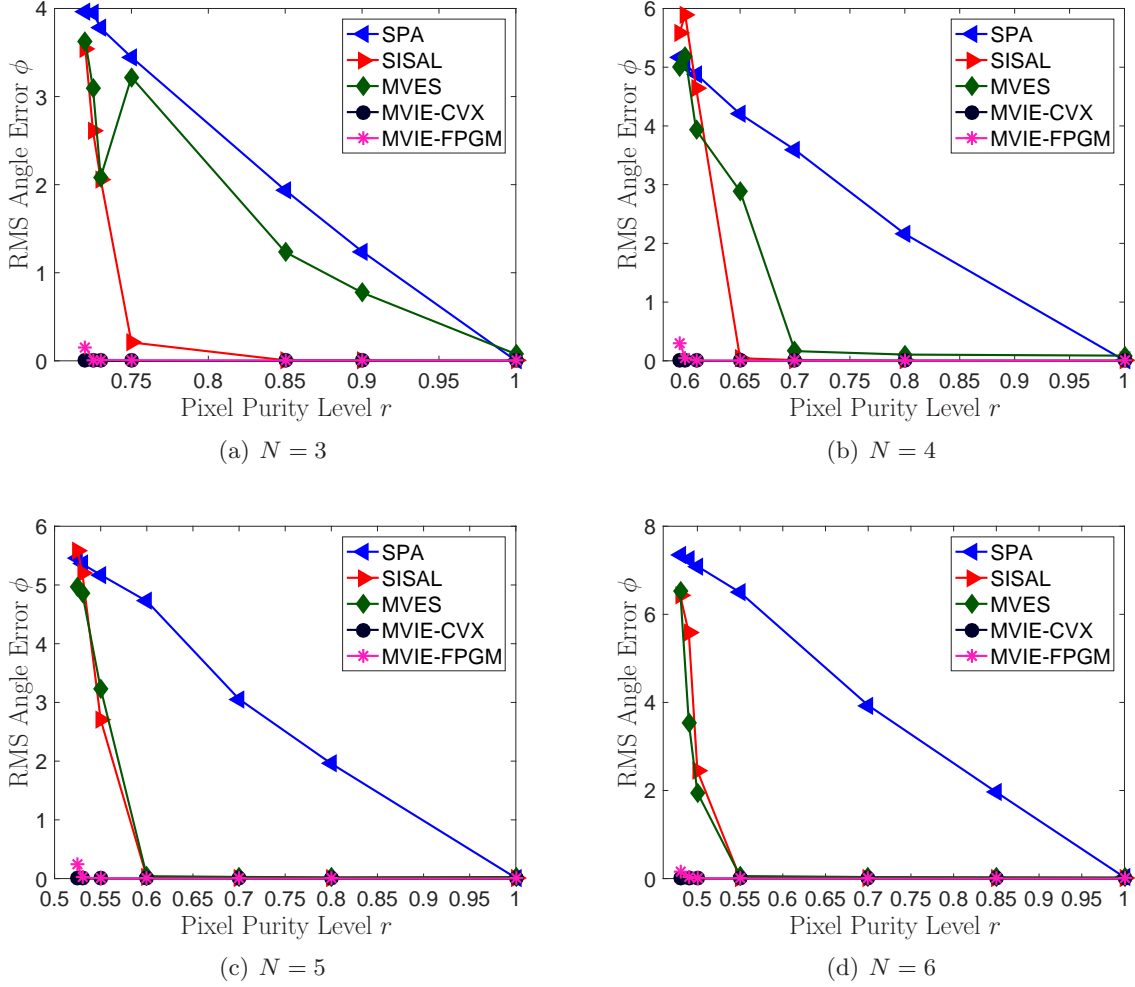 RMS Angle Error ϕ
4
3
2
1
0
0.75 0.8 0.85 0.9 0.95 1
Pixel Purity Level r
SPA
SISAL
MVES
MVIE-CVX
MVIE-FPGM
(a) N = 3
RMS Angle Error ϕ
6
5
4
3
2
1
0
0.6 0.65 0.7 0.75 0.8 0.85 0.9 0.95 1
Pixel Purity Level r
SPA
SISAL
MVES
MVIE-CVX
MVIE-FPGM
(b) N = 4
RMS Angle Error ϕ
6
5
4
3
2
1
0
0.5 0.55 0.6 0.65 0.7 0.75 0.8 0.85 0.9 0.95 1
Pixel Purity Level r
SPA
SISAL
MVES
MVIE-CVX
MVIE-FPGM
(c) N = 5
RMS Angle Error ϕ
8
6
4
2
0
0.5 0.55 0.6 0.65 0.7 0.75 0.8 0.85 0.9 0.95 1
Pixel Purity Level r
SPA
SISAL
MVES
MVIE-CVX
MVIE-FPGM
(d) N = 6